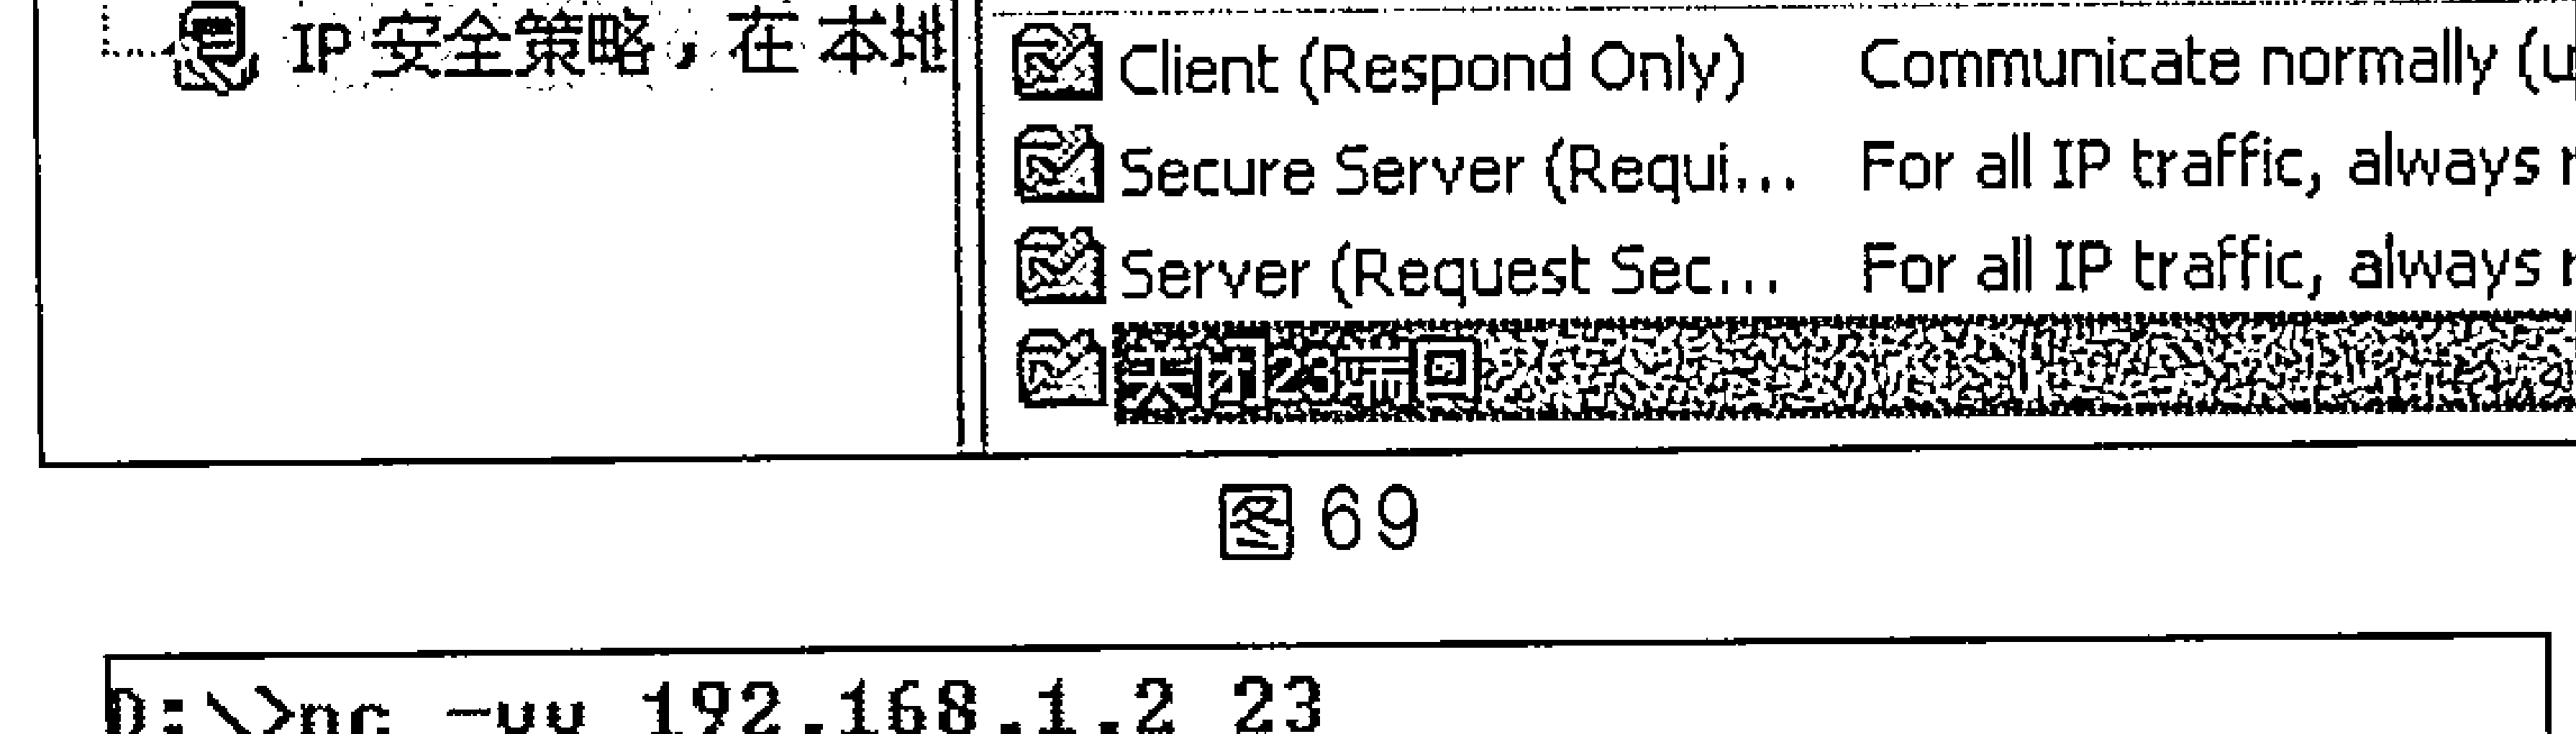 IP 安全策略，在 本地
Client (Respond Only) Communicate normally (u
Secure Server (Requi... For all IP traffic, always r
Server (Request Sec... For all IP traffic, always r
关闭23端口
图 69
D:\>nc -vv 192.168.1.2 23